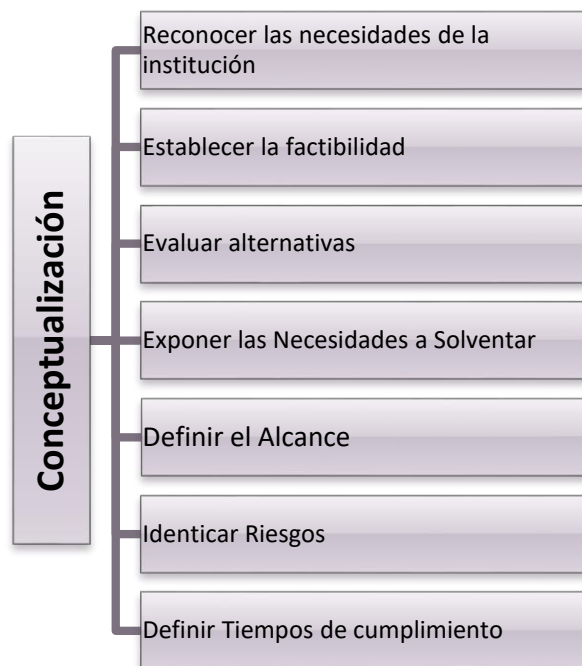 Conceptualización
Reconocer las necesidades de la
institución
Establecer la factibilidad
Evaluar alternativas
Exponer las Necesidades a Solventar
Definir el Alcance
Identicar Riesgos
Definir Tiempos de cumplimiento